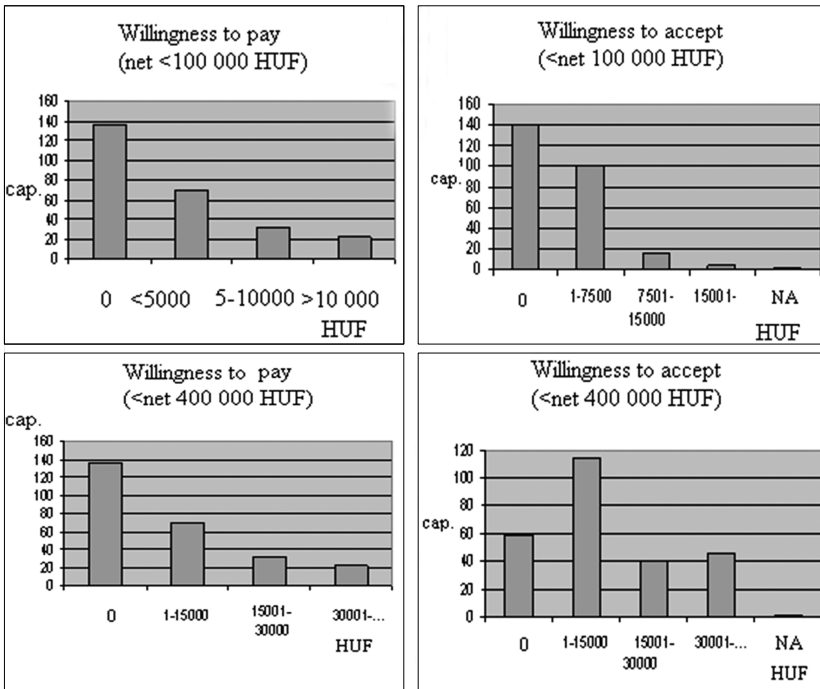 Willingness to pay
(net <100 000 HUF)
160
140
120
100
80
60
40
20
0
cap.
0 <5000 5-10000 >10 000
HUF
Willingness to accept
(<net 100 000 HUF)
160
140
120
100
80
60
40
20
0
cap.
0 1-7500 7501- 15001- NA
15000
HUF
Willingness to pay
(<net 400 000 HUF)
cap.
160
140
120
100
80
60
40
20
0
0 1-15000 15001- 30001-...
30000
HUF
Willingness to accept
(<net 400 000 HUF)
120
100
80
60
40
20
0
cap.
0 1-15000 15001- 30001-... NA
30000
HUF